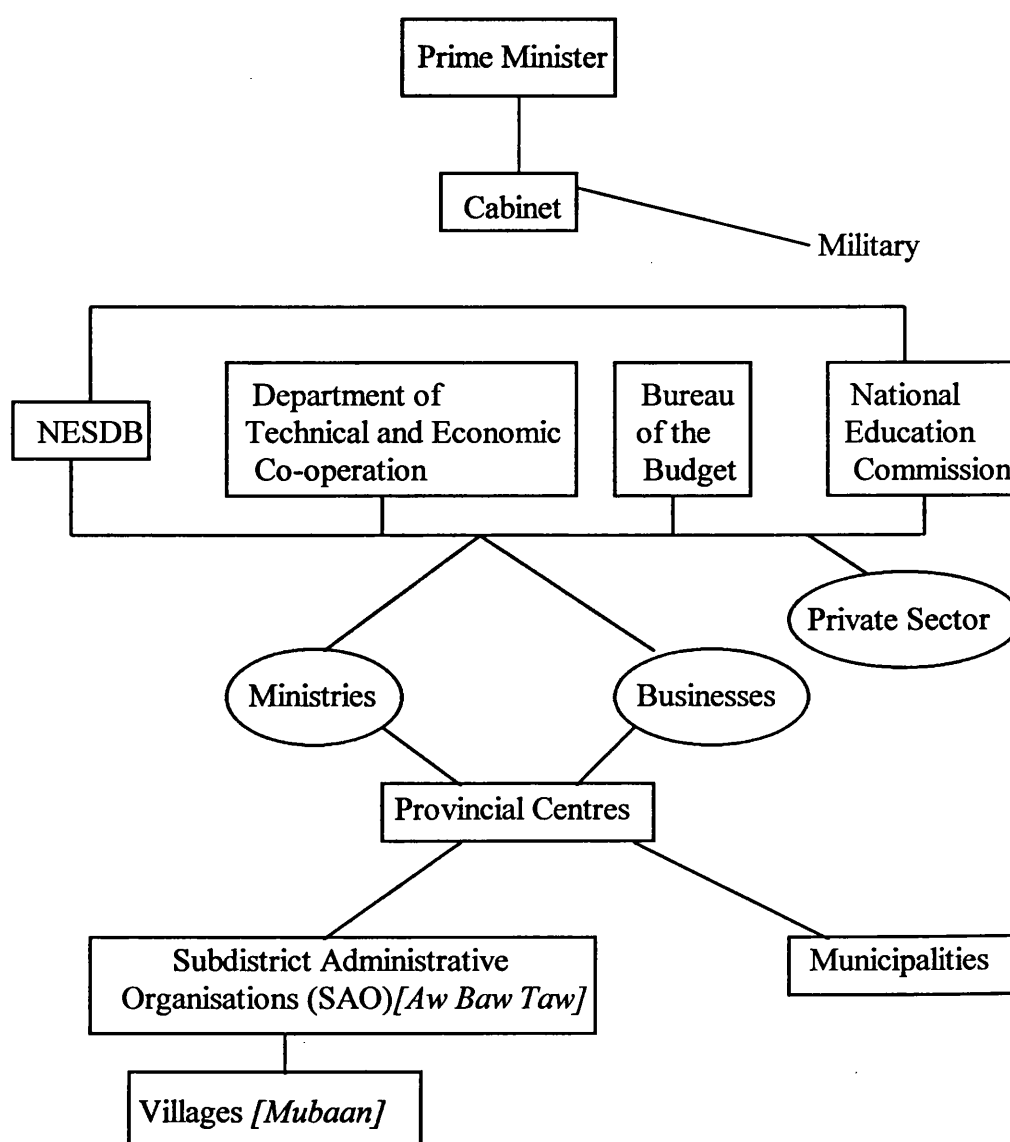 Prime Minister
Cabinet
Military
NESDB
Department of
Technical and Economic
Co-operation
Bureau
of the
Budget
National
Education
Commission
Private Sector
Ministries
Businesses
Provincial Centres
Subdistrict Administrative
Organisations (SAO)[Aw Baw Taw]
Municipalities
Villages [Mubaan]